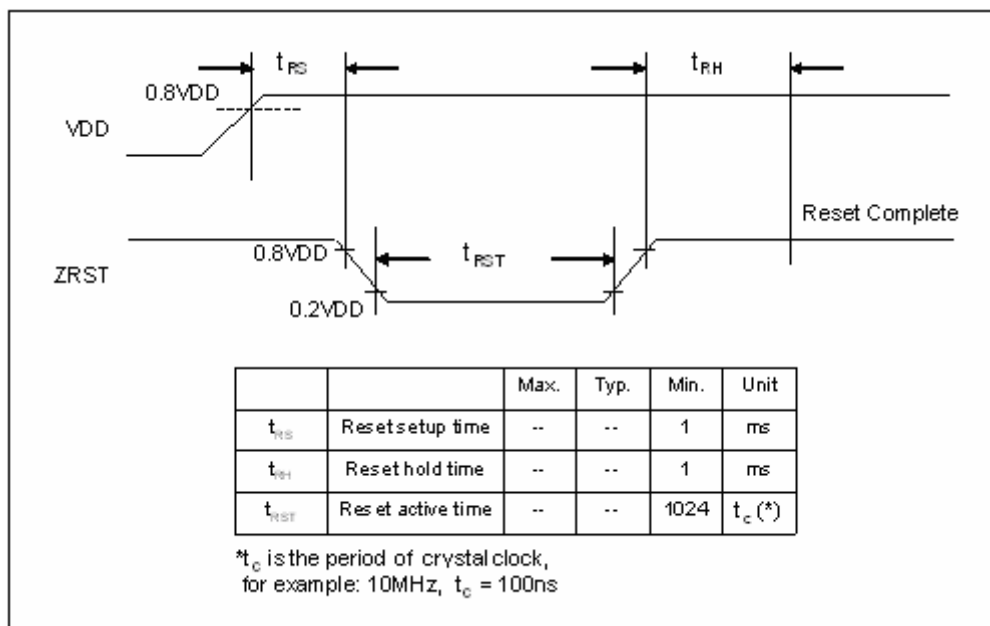 tRS
tRH
0.8VDD
VDD
Reset Complete
0.8VDD
tRST
ZRST
0.2VDD
Max. Typ. Min. Unit
tRS Reset setup time -- -- 1 ms
tRH Reset hold time -- -- 1 ms
tRST Reset active time -- -- 1024 tc (*)
*tc is the period of crystal clock,
for example: 10MHz, tc = 100ns